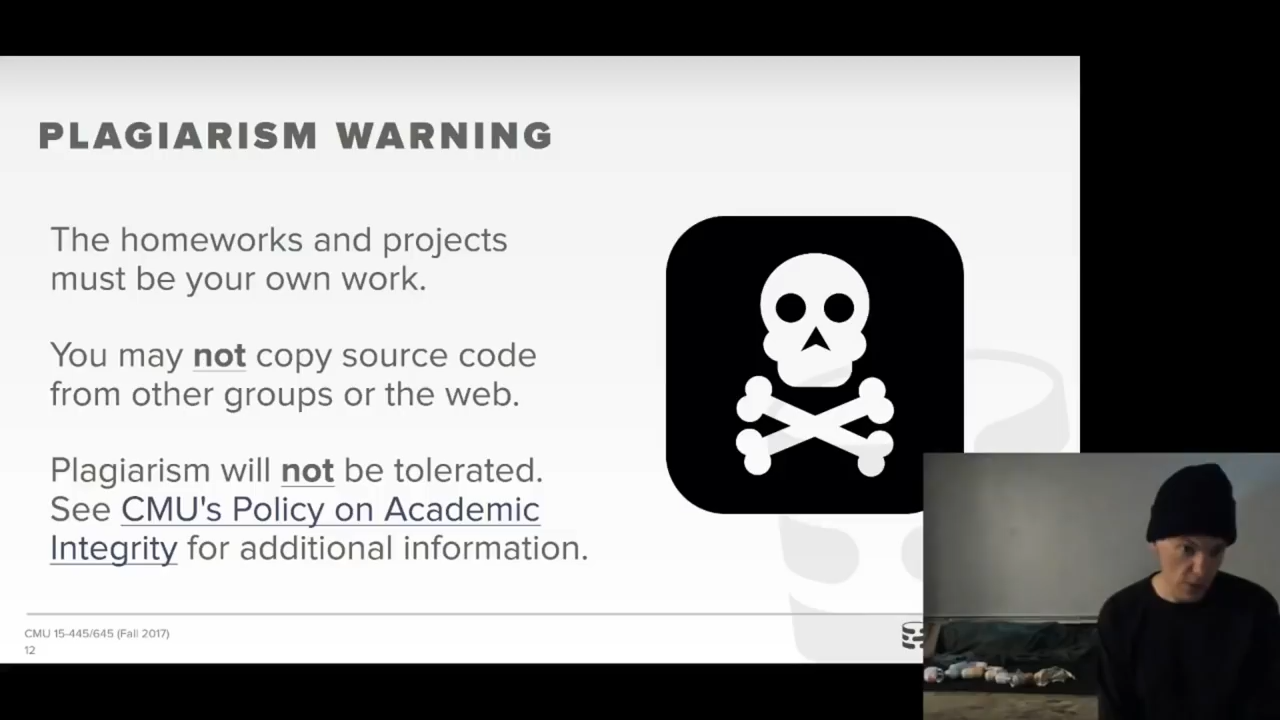 PLAGIARISM WARNING
The homeworks and projects
must be your own work.
You may not copy source code
from other groups or the web.
Plagiarism will not be tolerated.
See CMU's Policy on Academic
Integrity for additional information.
CMU 15-445/645 (Fall 2017)
12